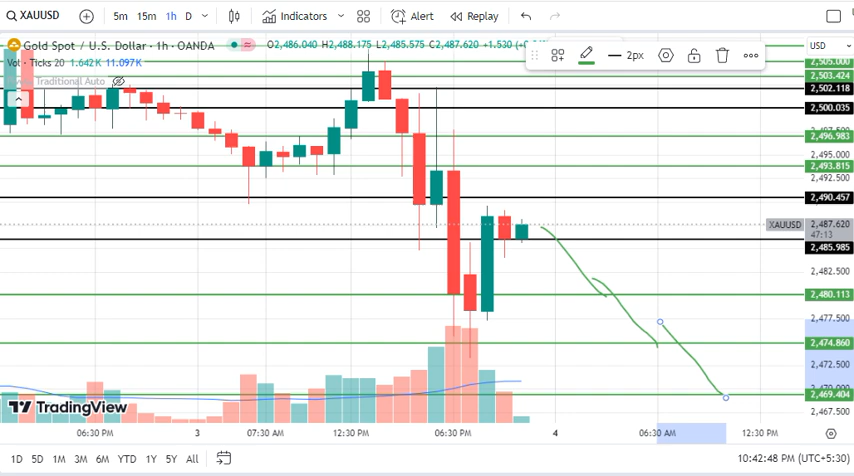 XAUUSD 5m 15m 1h D Indicators Alert Replay
Gold Spot / U.S. Dollar · 1h · OANDA O2,486.040 H2,488.175 L2,485.575 C2,487.620 +1.530
2px
USD
Vol · Ticks 20 1.642K 11.097K
Traditional Auto
2,505.000
2,503.424
2,502.118
2,500.035
2,496.983
2,495.000
2,493.815
2,492.500
2,490.457
XAUUSD 2,487.620
47:13
2,485.985
2,482.500
2,480.113
2,477.500
2,474.860
2,472.500
2,469.404
2,467.500
TradingView
06:30 PM 3 07:30 AM 12:30 PM 06:30 PM 4 06:30 AM 12:30 PM
1D 5D 1M 3M 6M YTD 1Y 5Y All 10:42:48 PM (UTC+5:30)